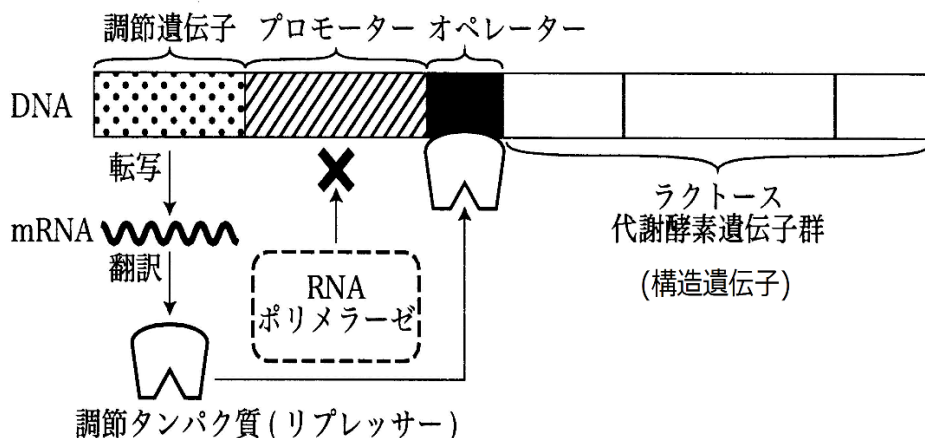 調節遺伝子 プロモーター オペレーター
DNA
転写
mRNA
翻訳
RNA
ポリメラーゼ
ラクトース
代謝酵素遺伝子群
(構造遺伝子)
調節タンパク質(リプレッサー)